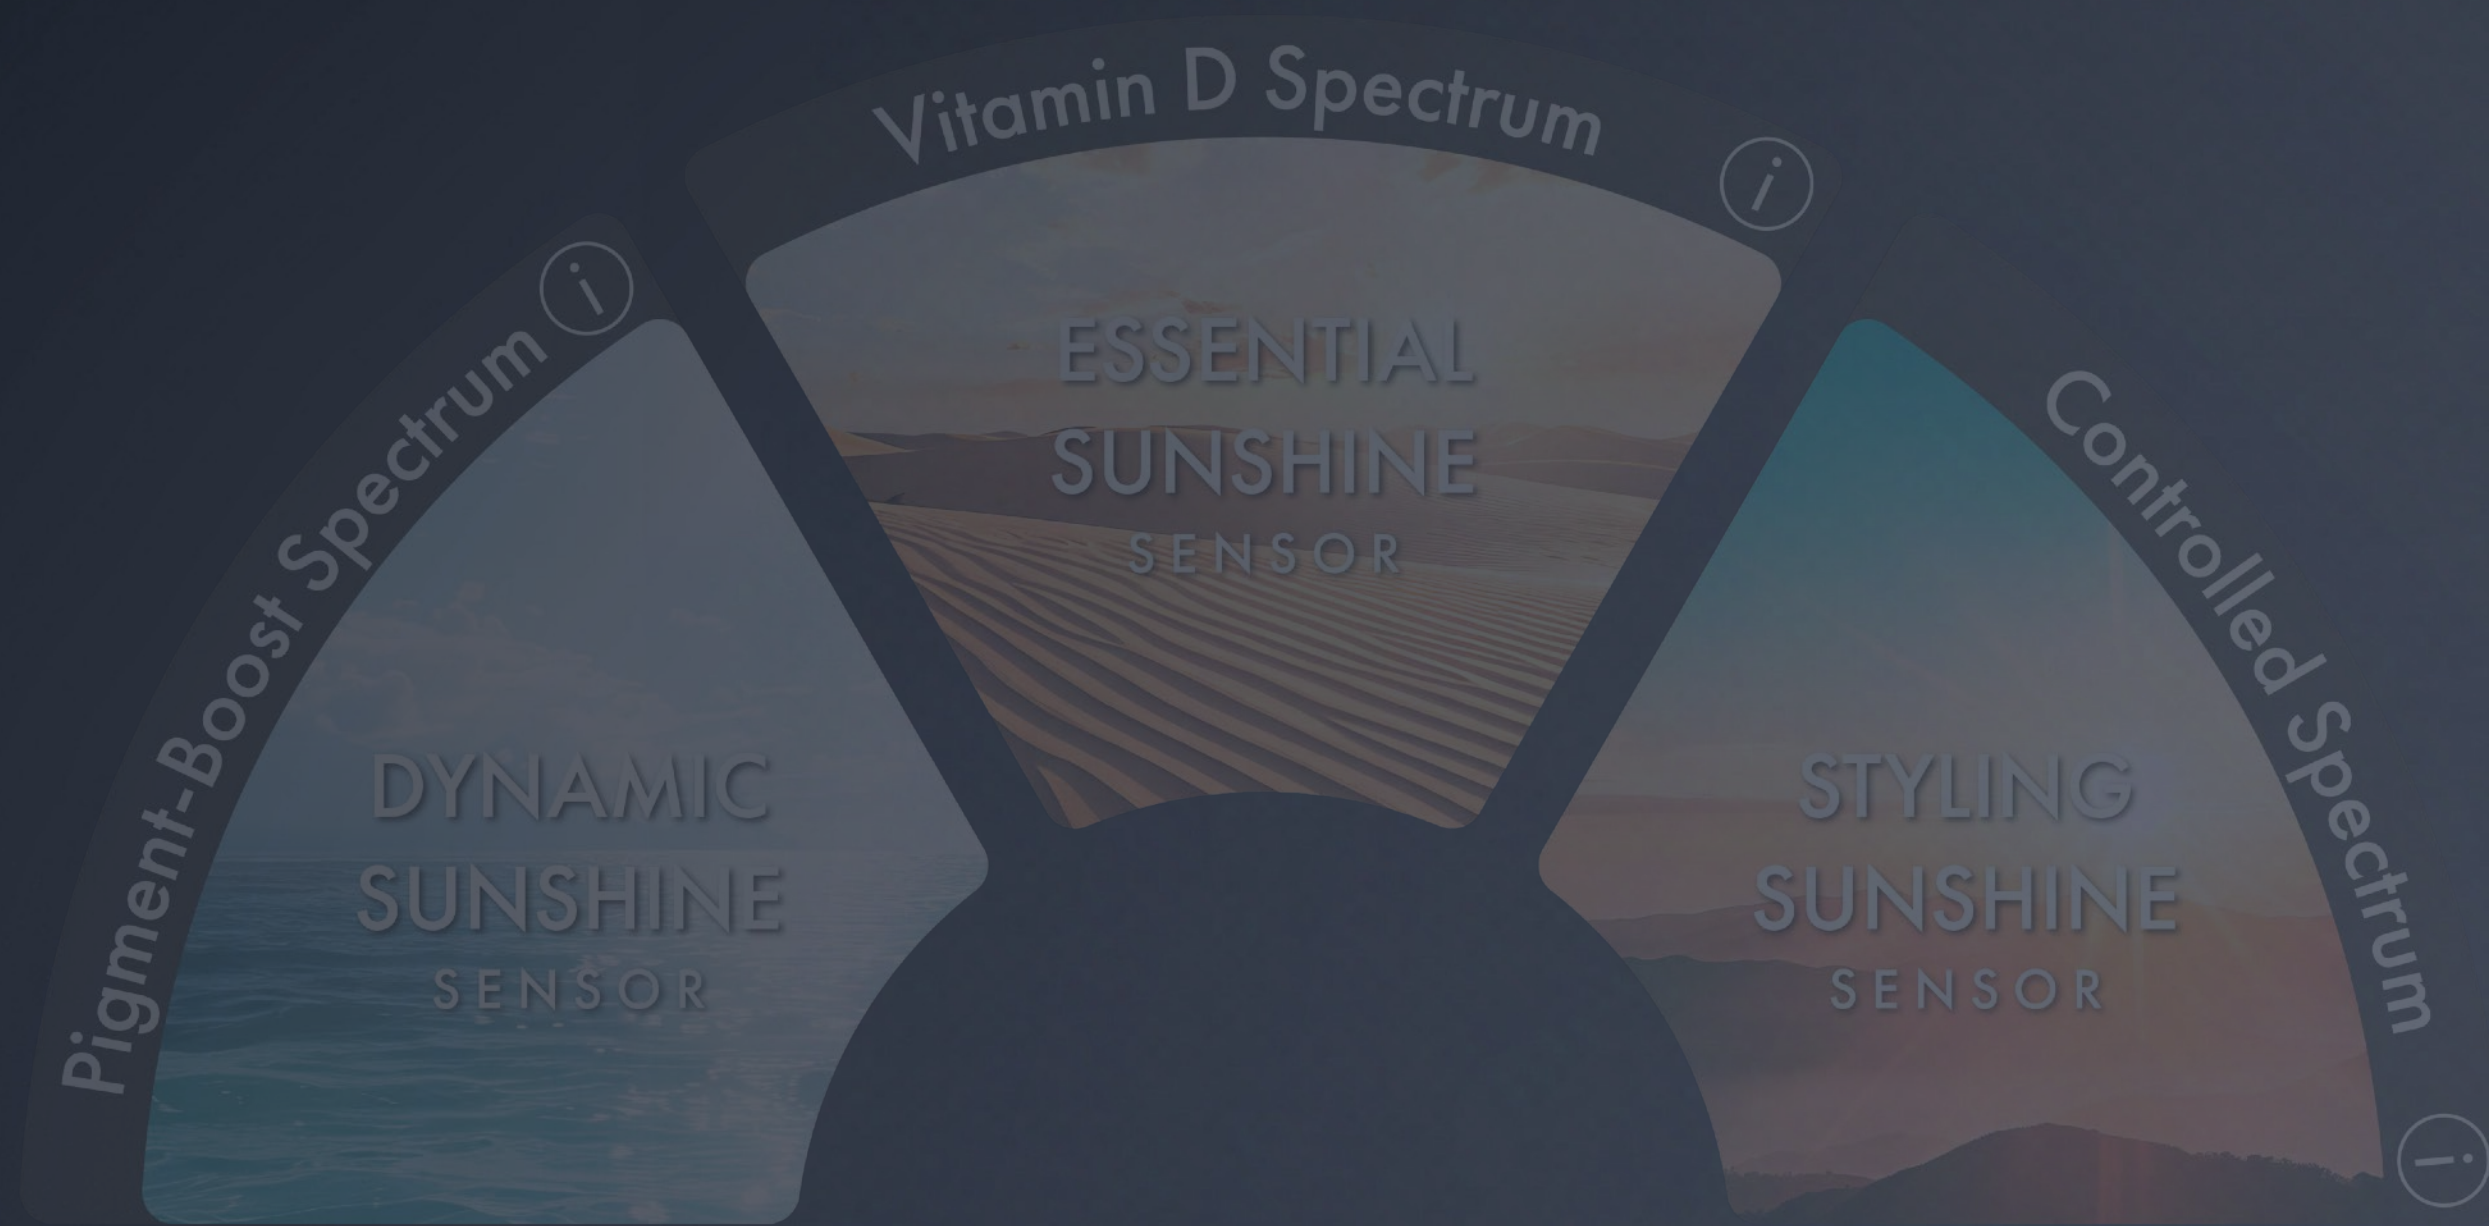 Vitamin D Spectrum
i
ESSENTIAL
SUNSHINE
SENSOR
Pigment-Boost Spectrum
i
DYNAMIC
SUNSHINE
SENSOR
Controlled Spectrum
i
STYLING
SUNSHINE
SENSOR